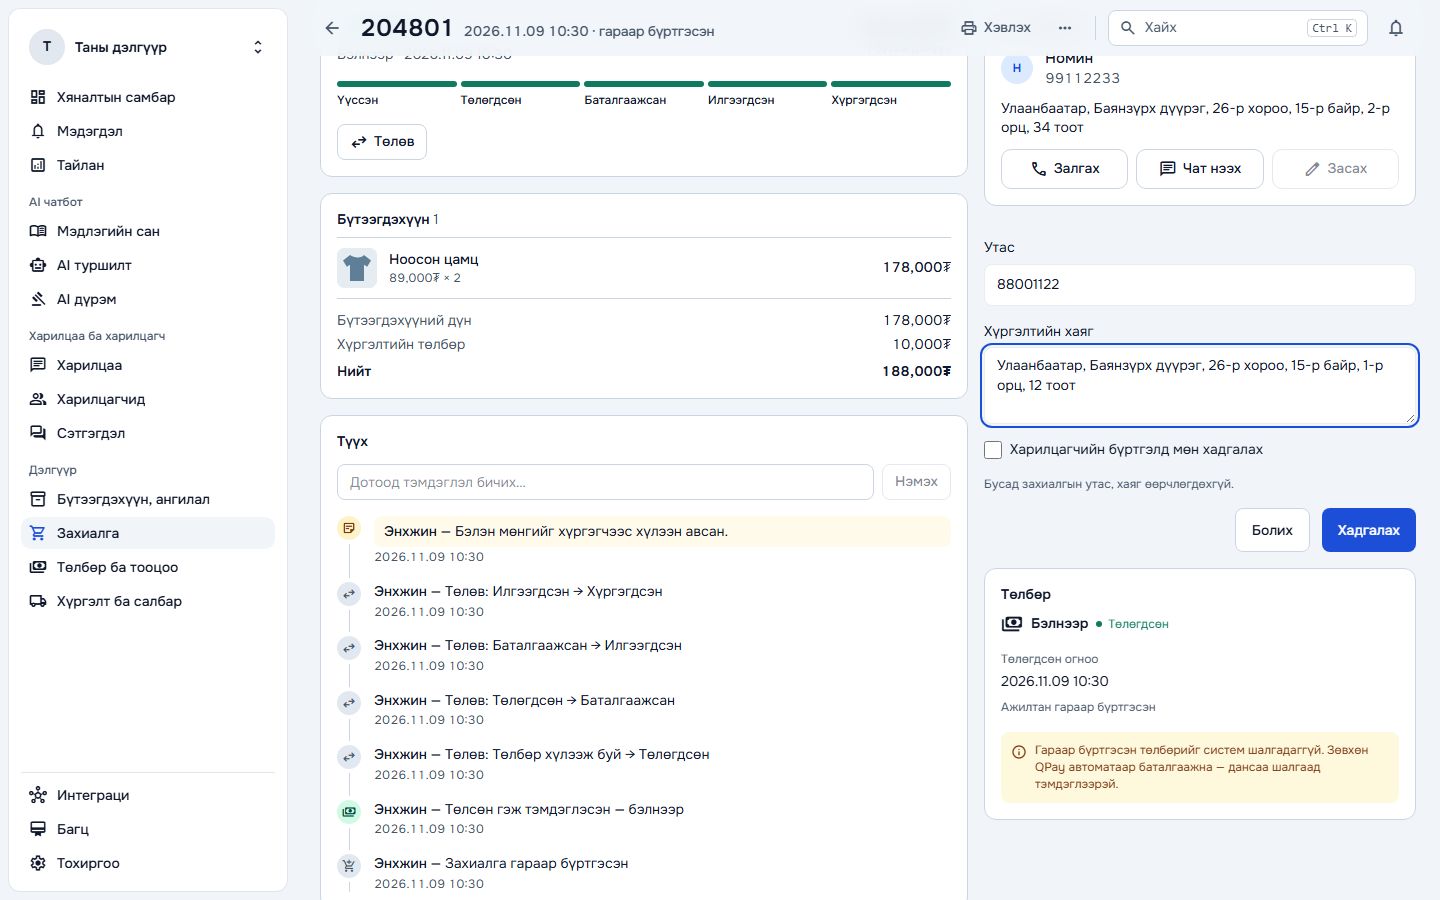 Т
Таны дэлгүүр
Хяналтын самбар
Мэдэгдэл
Тайлан
AI чатбот
Мэдлэгийн сан
AI туршилт
AI дүрэм
Харилцаа ба харилцагч
Харилцаа
Харилцагчид
Сэтгэгдэл
Дэлгүүр
Бүтээгдэхүүн, ангилал
Захиалга
Төлбөр ба тооцоо
Хүргэлт ба салбар
Интеграци
Багц
Тохиргоо
204801 2026.11.09 10:30 · гараар бүртгэсэн
Хэвлэх
Хайх
Ctrl K
Бэлнээр · 2026.11.09 10:30
Үүссэн
Төлөгдсөн
Баталгаажсан
Илгээгдсэн
Хүргэгдсэн
Төлөв
Бүтээгдэхүүн 1
Ноосон цамц
89,000₮ × 2
178,000₮
Бүтээгдэхүүний дүн 178,000₮
Хүргэлтийн төлбөр 10,000₮
Нийт 188,000₮
Түүх
Дотоод тэмдэглэл бичих...
Нэмэх
Энхжин — Бэлэн мөнгийг хүргэгчээс хүлээн авсан.
2026.11.09 10:30
Энхжин — Төлөв: Илгээгдсэн → Хүргэгдсэн
2026.11.09 10:30
Энхжин — Төлөв: Баталгаажсан → Илгээгдсэн
2026.11.09 10:30
Энхжин — Төлөв: Төлөгдсөн → Баталгаажсан
2026.11.09 10:30
Энхжин — Төлөв: Төлбөр хүлээж буй → Төлөгдсөн
2026.11.09 10:30
Энхжин — Төлсөн гэж тэмдэглэсэн — бэлнээр
2026.11.09 10:30
Энхжин — Захиалга гараар бүртгэсэн
2026.11.09 10:30
Н
Номин
99112233
Улаанбаатар, Баянзүрх дүүрэг, 26-р хороо, 15-р байр, 2-р
орц, 34 тоот
Залгах
Чат нээх
Засах
Утас
88001122
Хүргэлтийн хаяг
Улаанбаатар, Баянзүрх дүүрэг, 26-р хороо, 15-р байр, 1-р
орц, 12 тоот
Харилцагчийн бүртгэлд мөн хадгалах
Бусад захиалгын утас, хаяг өөрчлөгдөхгүй.
Болих
Хадгалах
Төлбөр
Бэлнээр
Төлөгдсөн
Төлөгдсөн огноо
2026.11.09 10:30
Ажилтан гараар бүртгэсэн
Гараар бүртгэсэн төлбөрийг систем шалгадаггүй. Зөвхөн
QPay автоматаар баталгаажна — дансаа шалгаад
тэмдэглээрэй.